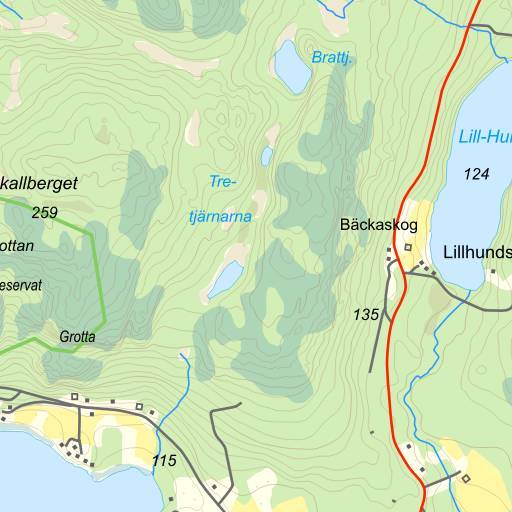 Brattj.
Lill-Hu
124
Tre-
tjärnarna
kallberget
259
Bäckaskog
ottan
Lillhunds
eservat
135
Grotta
115